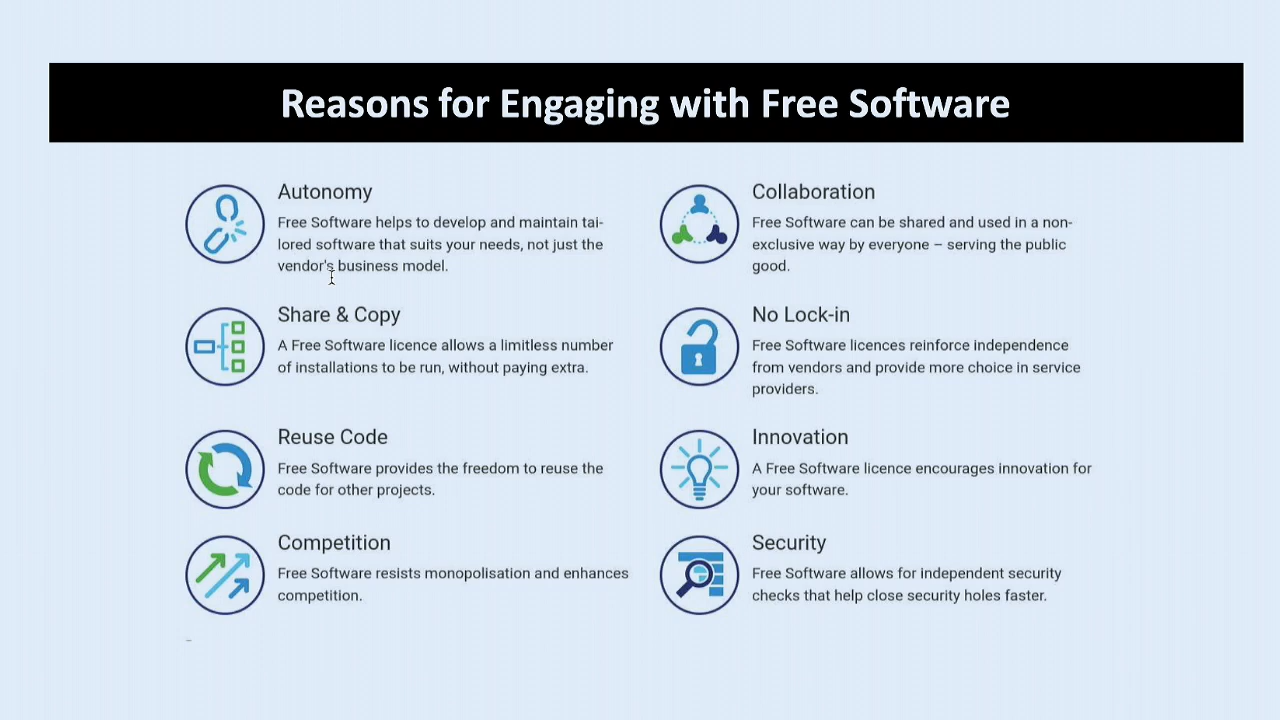 Reasons for Engaging with Free Software
Autonomy
Free Software helps to develop and maintain tai-
lored software that suits your needs, not just the
vendor's business model.
Collaboration
Free Software can be shared and used in a non-
exclusive way by everyone – serving the public
good.
Share & Copy
A Free Software licence allows a limitless number
of installations to be run, without paying extra.
No Lock-in
Free Software licences reinforce independence
from vendors and provide more choice in service
providers.
Reuse Code
Free Software provides the freedom to reuse the
code for other projects.
Innovation
A Free Software licence encourages innovation for
your software.
Competition
Free Software resists monopolisation and enhances
competition.
Security
Free Software allows for independent security
checks that help close security holes faster.